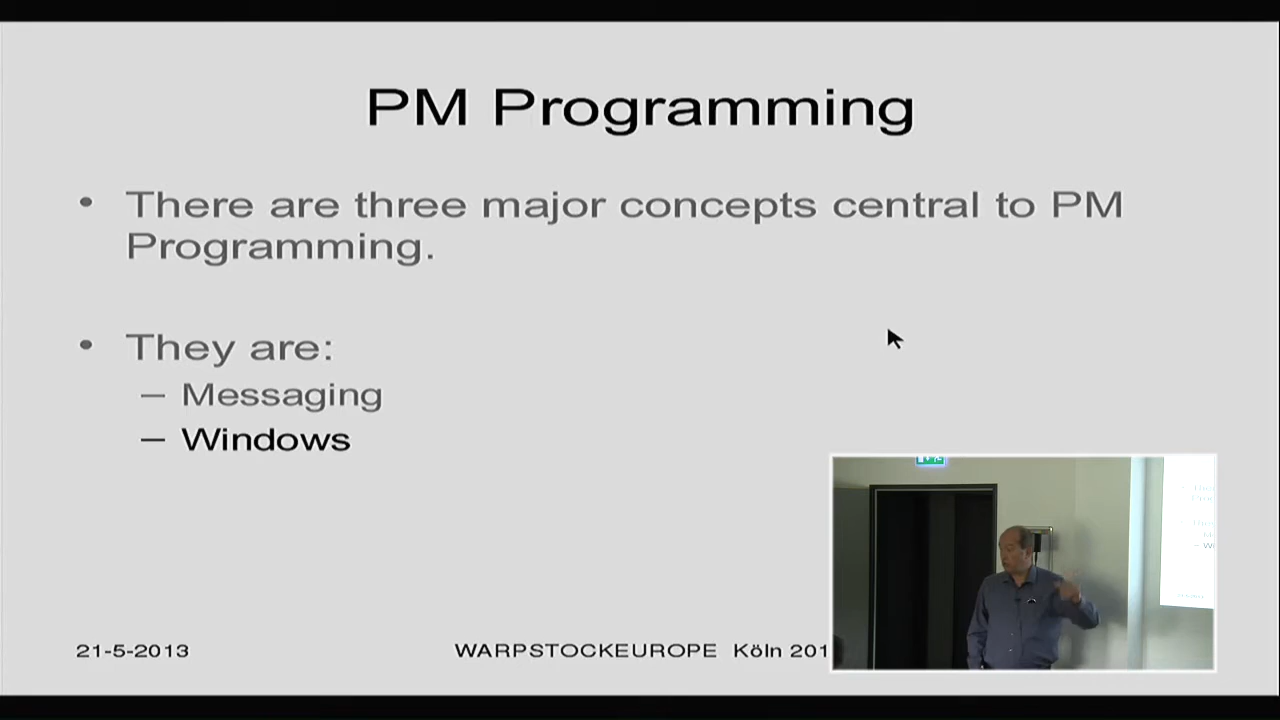 PM Programming
• There are three major concepts central to PM
Programming.
• They are:
– Messaging
– Windows
21-5-2013
WARPSTOCKEUROPE Köln 201